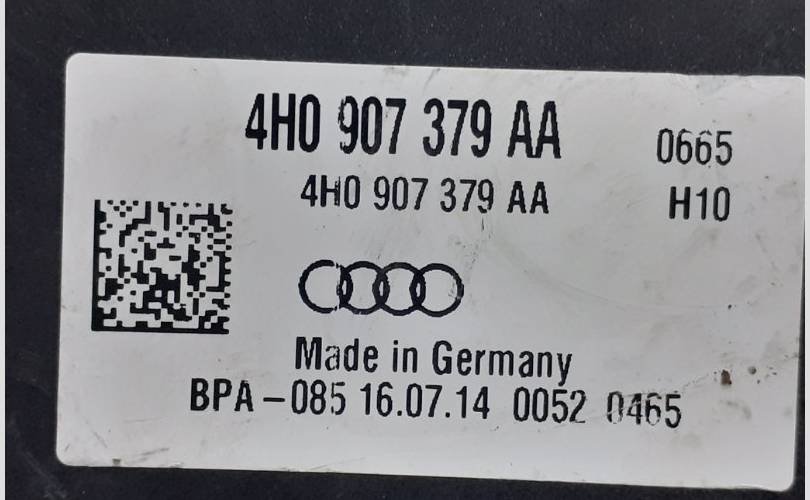 4H0 907 379 AA 0665
4H0 907 379 AA H10
Made in Germany
BPA-085 16.07.14 0052 0465